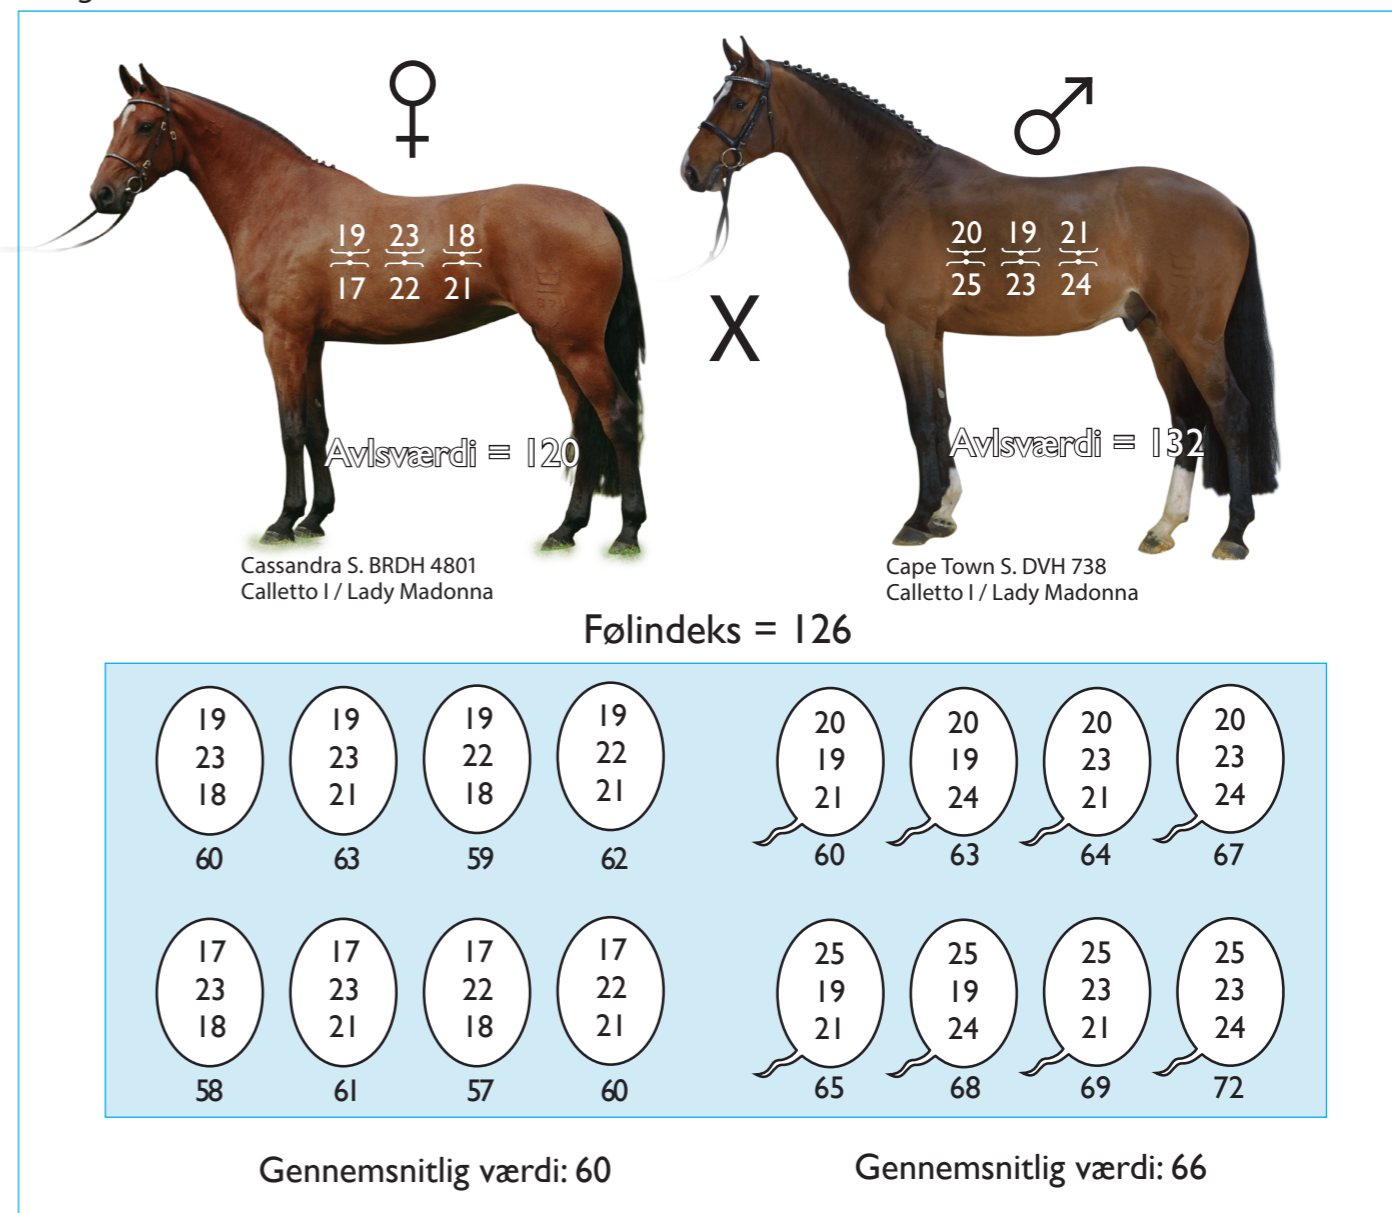 ♀
♂
19 23 18
17 22 21
20 19 21
25 23 24
X
Avlsværdi = 120
Avlsværdi = 132
Cassandra S. BRDH 4801
Calletto I / Lady Madonna
Cape Town S. DVH 738
Calletto I / Lady Madonna
Følindeks = 126
19 19 19 19 20 20 20 20
23 23 22 22 19 19 23 23
18 21 18 21 21 24 21 24
60 63 59 62 60 63 64 67
17 17 17 17 25 25 25 25
23 23 22 22 19 19 23 23
18 21 18 21 21 24 21 24
58 61 57 60 65 68 69 72
Gennemsnitlig værdi: 60
Gennemsnitlig værdi: 66